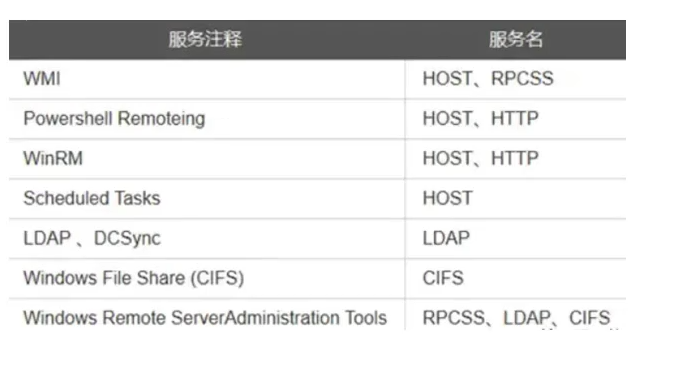 服务注释 服务名
WMI HOST、RPCSS
Powershell Remoteing HOST、HTTP
WinRM HOST、HTTP
Scheduled Tasks HOST
LDAP 、DCSync LDAP
Windows File Share (CIFS) CIFS
Windows Remote ServerAdministration Tools RPCSS、LDAP、CIFS